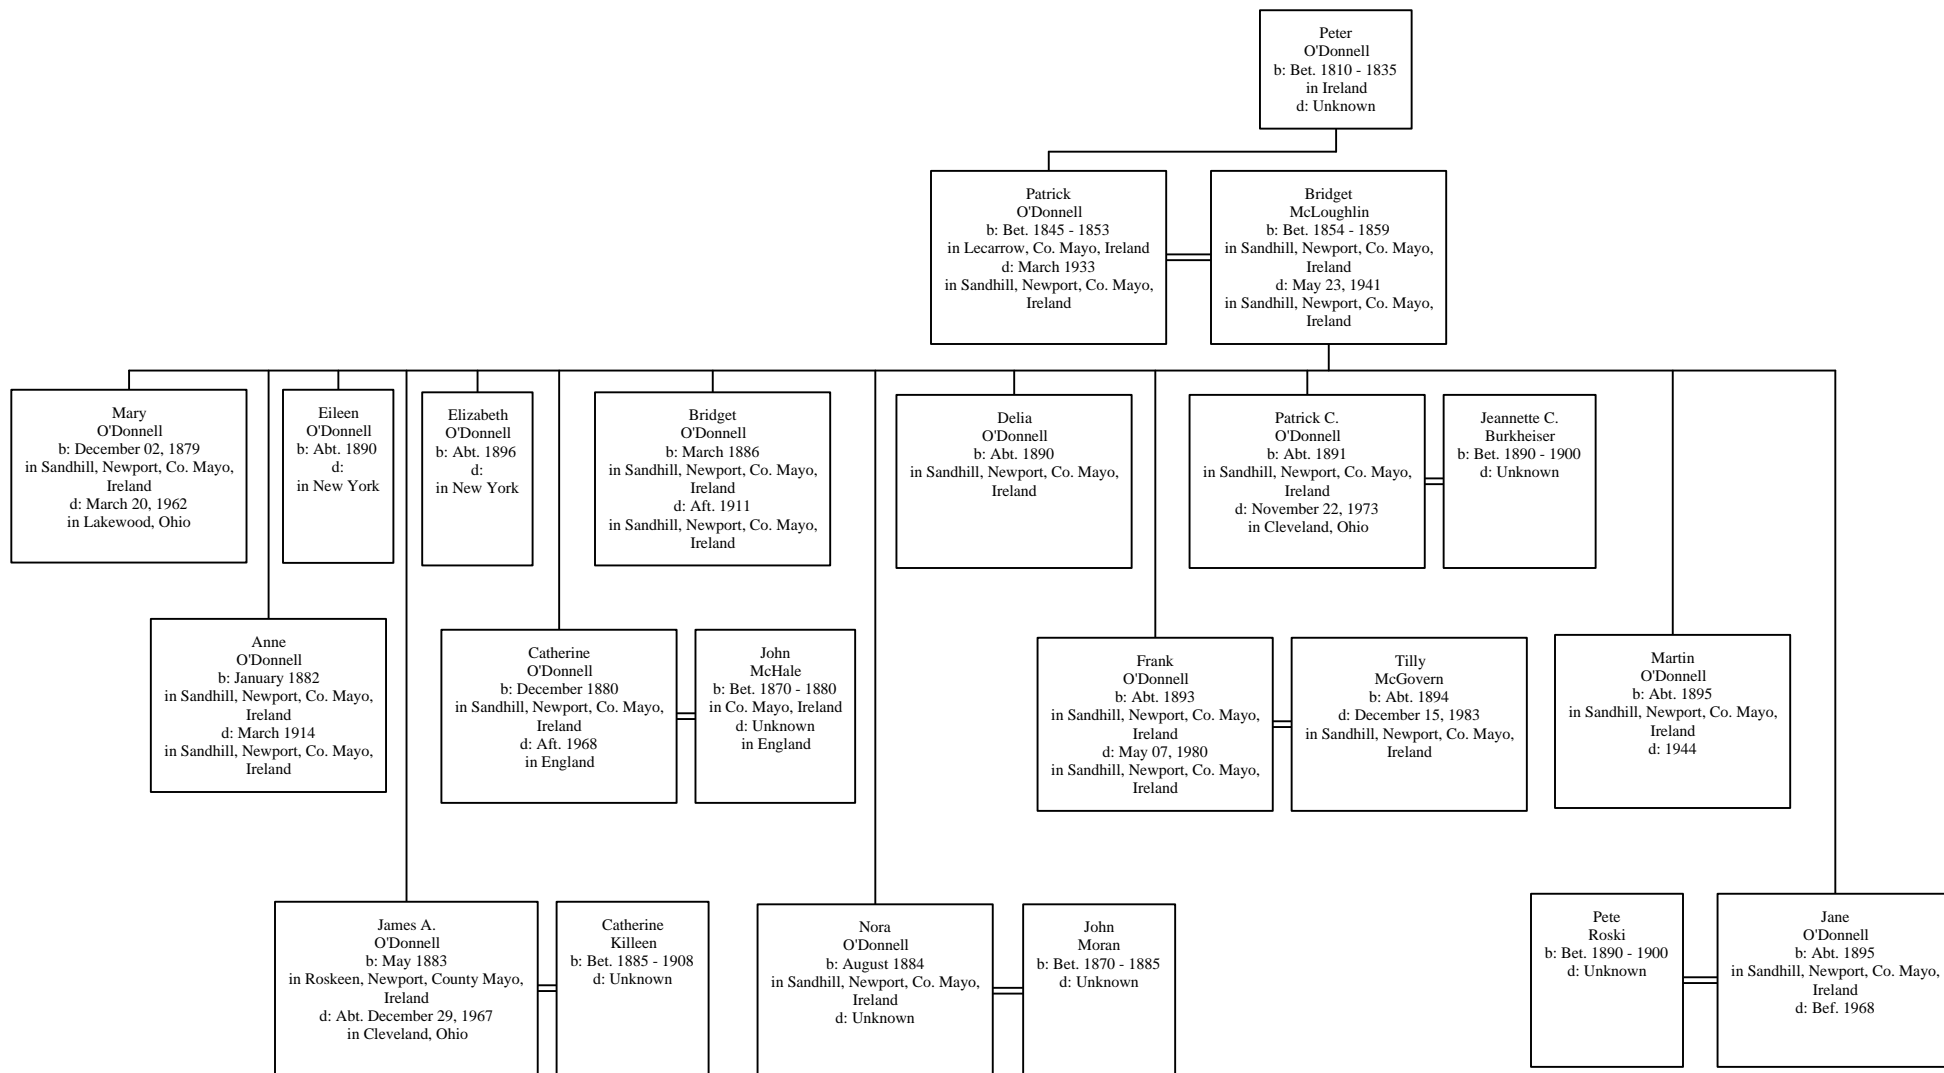 Peter
O'Donnell
b: Bet. 1810 - 1835
in Ireland
d: Unknown
Patrick
O'Donnell
b: Bet. 1845 - 1853
in Lecarrow, Co. Mayo, Ireland
d: March 1933
in Sandhill, Newport, Co. Mayo,
Ireland
Bridget
McLoughlin
b: Bet. 1854 - 1859
in Sandhill, Newport, Co. Mayo,
Ireland
d: May 23, 1941
in Sandhill, Newport, Co. Mayo,
Ireland
Mary
O'Donnell
b: December 02, 1879
in Sandhill, Newport, Co. Mayo,
Ireland
d: March 20, 1962
in Lakewood, Ohio
Eileen
O'Donnell
b: Abt. 1890
d:
in New York
Elizabeth
O'Donnell
b: Abt. 1896
d:
in New York
Bridget
O'Donnell
b: March 1886
in Sandhill, Newport, Co. Mayo,
Ireland
d: Aft. 1911
in Sandhill, Newport, Co. Mayo,
Ireland
Delia
O'Donnell
b: Abt. 1890
in Sandhill, Newport, Co. Mayo,
Ireland
Patrick C.
O'Donnell
b: Abt. 1891
in Sandhill, Newport, Co. Mayo,
Ireland
d: November 22, 1973
in Cleveland, Ohio
Jeannette C.
Burkheiser
b: Bet. 1890 - 1900
d: Unknown
Anne
O'Donnell
b: January 1882
in Sandhill, Newport, Co. Mayo,
Ireland
d: March 1914
in Sandhill, Newport, Co. Mayo,
Ireland
Catherine
O'Donnell
b: December 1880
in Sandhill, Newport, Co. Mayo,
Ireland
d: Aft. 1968
in England
John
McHale
b: Bet. 1870 - 1880
in Co. Mayo, Ireland
d: Unknown
in England
Frank
O'Donnell
b: Abt. 1893
in Sandhill, Newport, Co. Mayo,
Ireland
d: May 07, 1980
in Sandhill, Newport, Co. Mayo,
Ireland
Tilly
McGovern
b: Abt. 1894
d: December 15, 1983
in Sandhill, Newport, Co. Mayo,
Ireland
Martin
O'Donnell
b: Abt. 1895
in Sandhill, Newport, Co. Mayo,
Ireland
d: 1944
James A.
O'Donnell
b: May 1883
in Roskeen, Newport, County Mayo,
Ireland
d: Abt. December 29, 1967
in Cleveland, Ohio
Catherine
Killeen
b: Bet. 1885 - 1908
d: Unknown
Nora
O'Donnell
b: August 1884
in Sandhill, Newport, Co. Mayo,
Ireland
d: Unknown
John
Moran
b: Bet. 1870 - 1885
d: Unknown
Pete
Roski
b: Bet. 1890 - 1900
d: Unknown
Jane
O'Donnell
b: Abt. 1895
in Sandhill, Newport, Co. Mayo,
Ireland
d: Bef. 1968